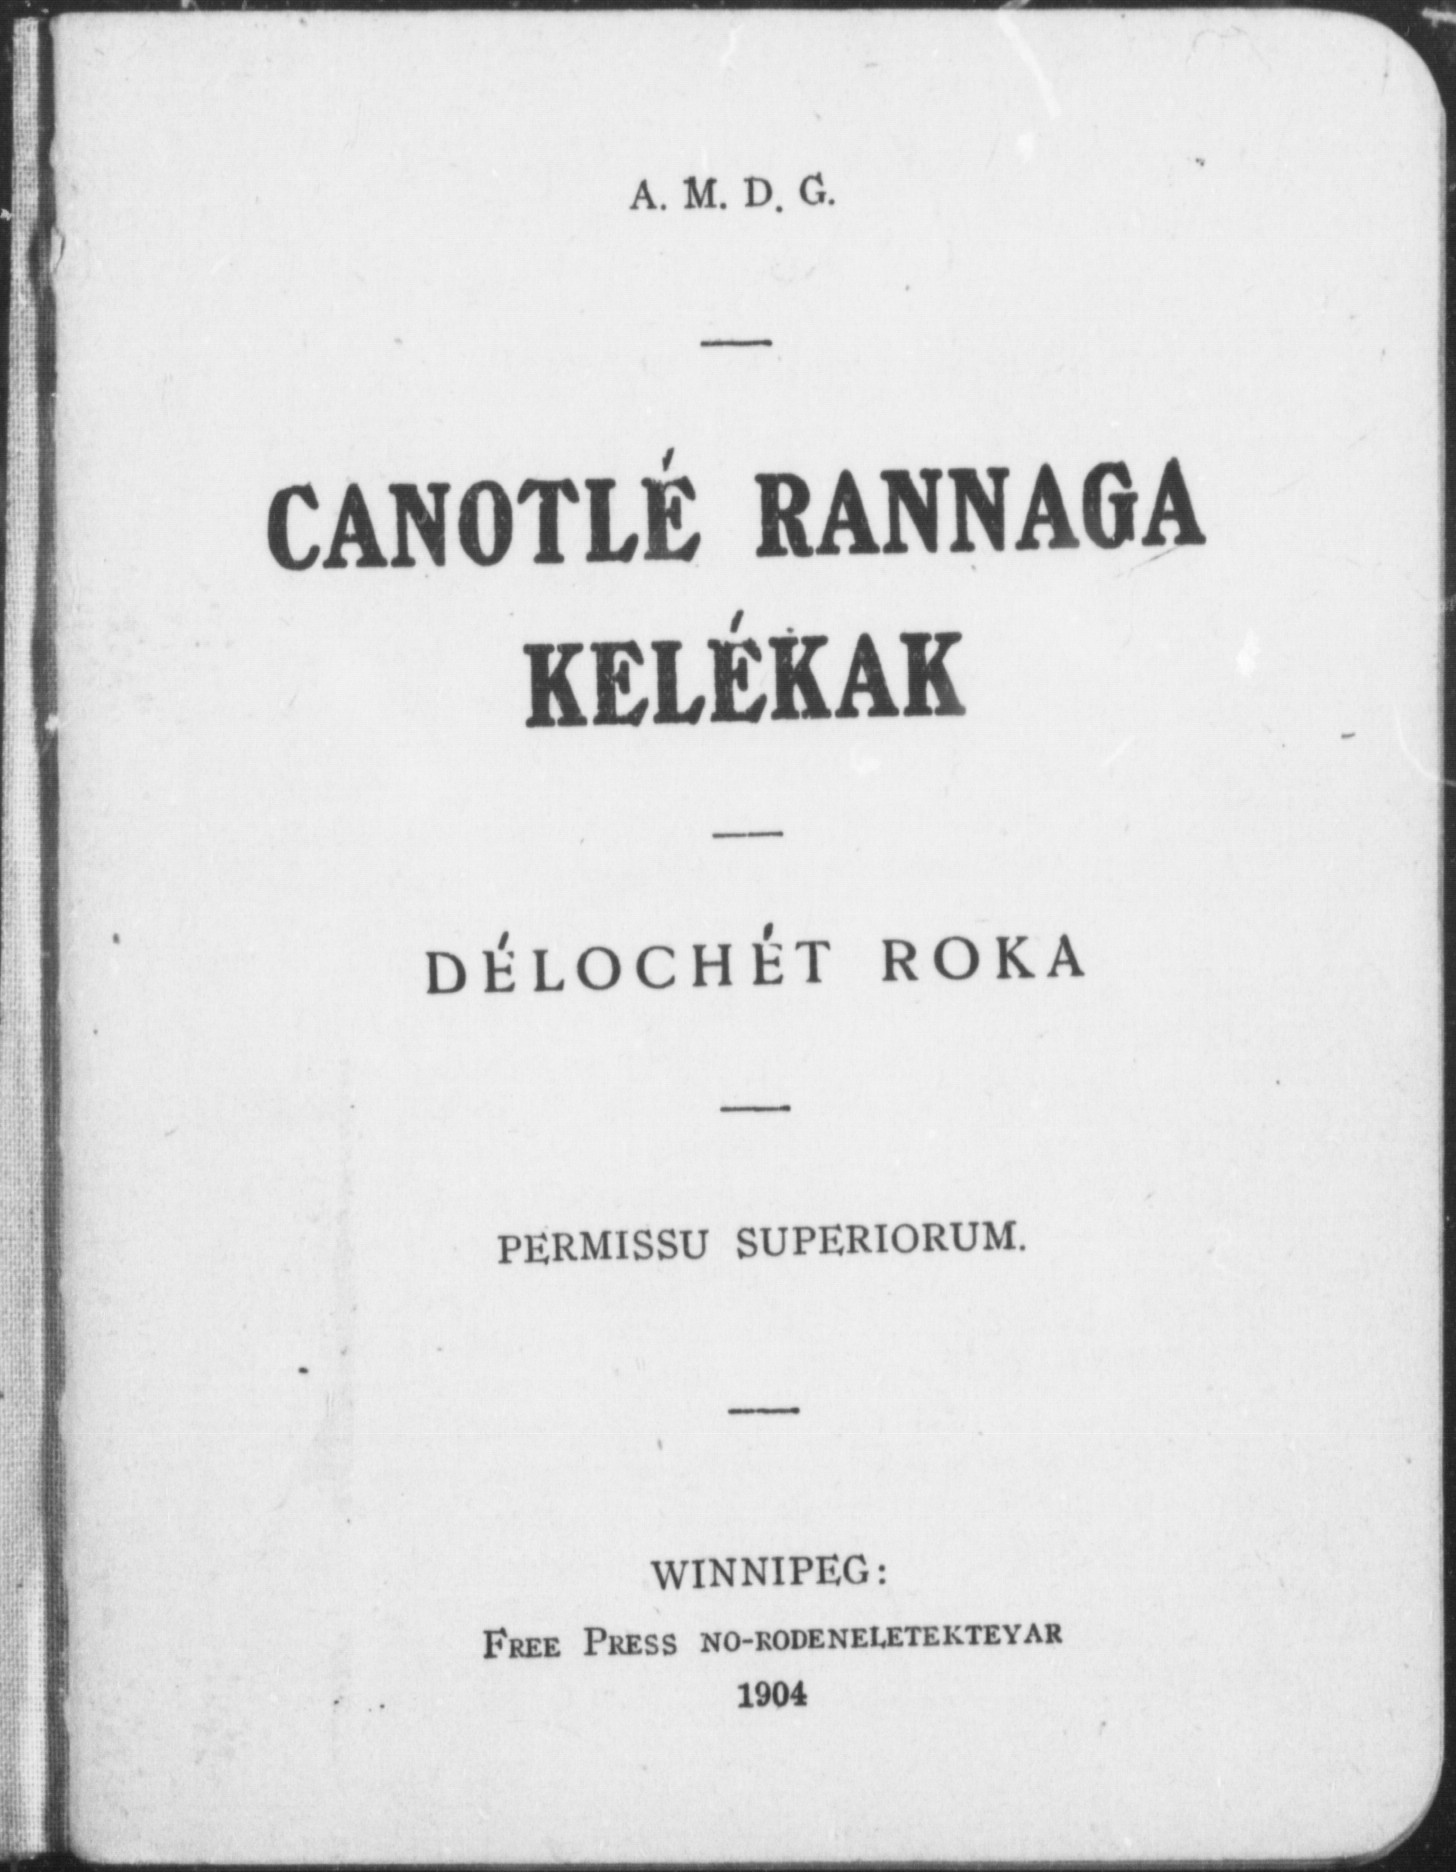 A. M. D. G.
CANOTLÉ RANNAGA
KELÉKAK
DÉLOCHÉT ROKA
PERMISSU SUPERIORUM.
WINNIPEG:
FREE PRESS NO-RODENELETEKTEYAR
1904